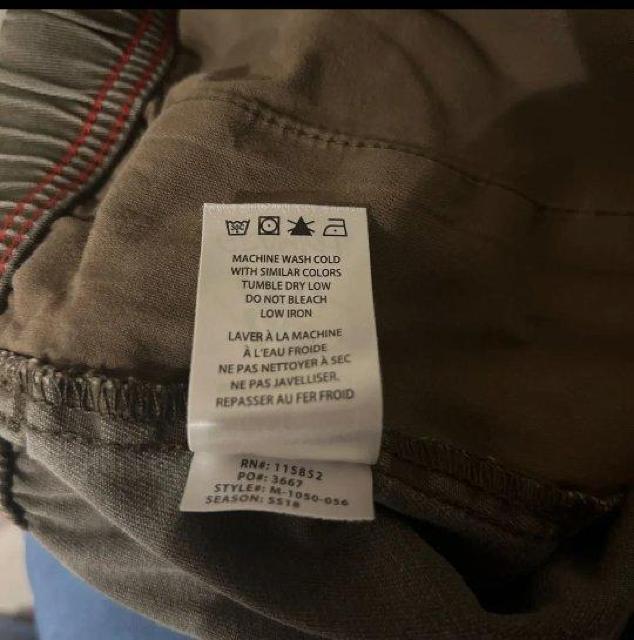 MACHINE WASH COLD
WITH SIMILAR COLORS
TUMBLE DRY LOW
DO NOT BLEACH
LOW IRON
LAVER À LA MACHINE
À L'EAU FROIDE
NE PAS NETTOYER À SEC
NE PAS JAVELLISER.
REPASSER AU FER FROID
RN#: 115852
PO#: 3667
STYLE#: M-1050-056
SEASON: SS18